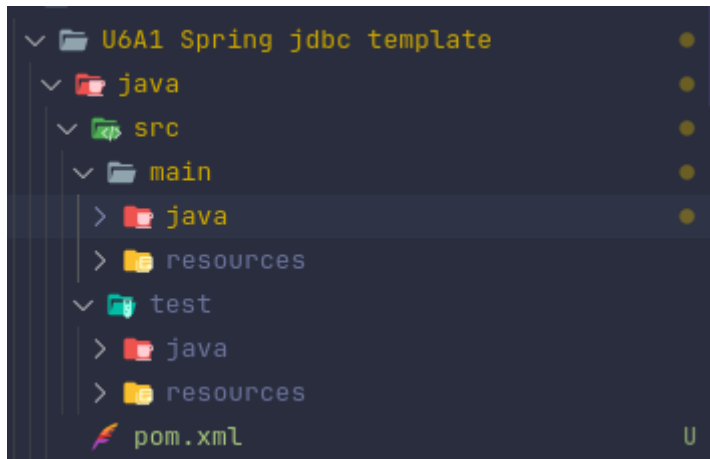 U6A1 Spring jdbc template
java
src
main
java
resources
test
java
resources
pom.xml U